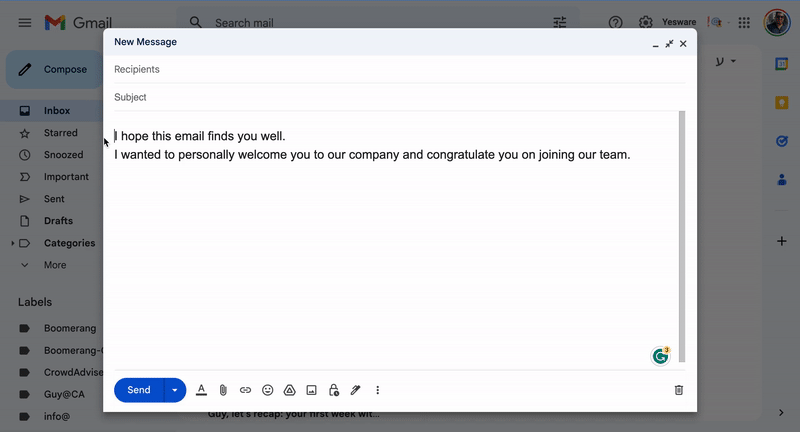 Gmail
Search mail
Yesware
Compose
Inbox
Starred
Snoozed
Important
Sent
Drafts
Categories
More
Labels
Boomerang
Boomerang-
CrowdAdvise
Guy@CA
info@
New Message
Recipients
Subject
I hope this email finds you well.
I wanted to personally welcome you to our company and congratulate you on joining our team.
3
Send
Guy, let's recap: your first week wit...
ע